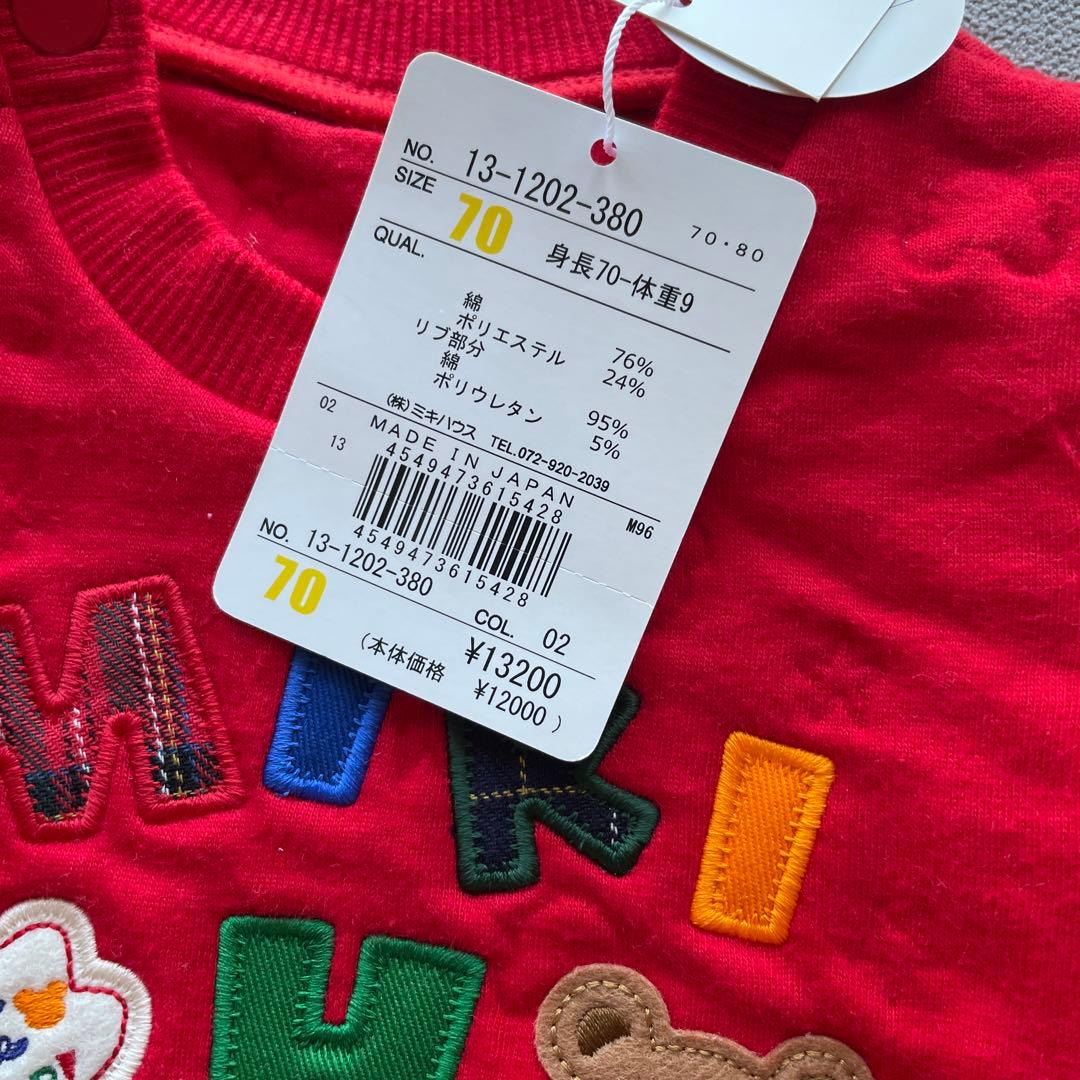 NO. 13-1202-380
SIZE 70 70・80
身長70-体重9
QUAL.
綿 76%
ポリエステル 24%
リブ部分
綿 95%
ポリウレタン 5%
02 (株)ミキハウス TEL.072-920-2039
13 MADE IN JAPAN M96
4549473615428
4549473615428
NO. 13-1202-380
70 COL. 02
¥13200
(本体価格 ¥12000)
MIKI
H